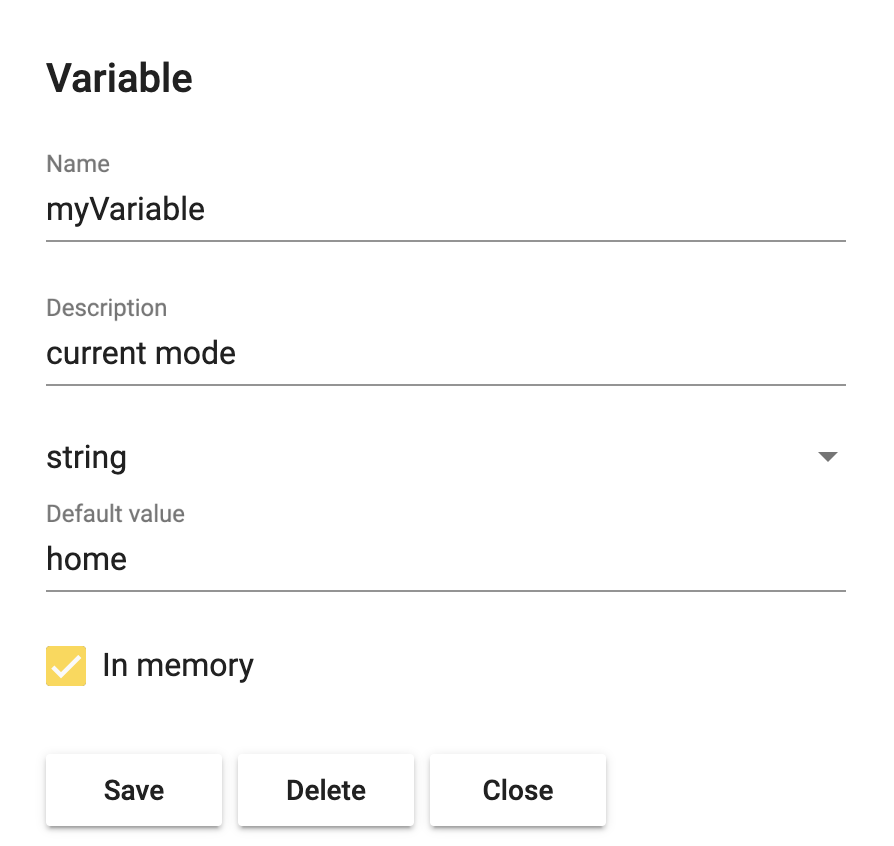 Variable
Name
myVariable
Description
current mode
string
Default value
home
In memory
Save Delete Close